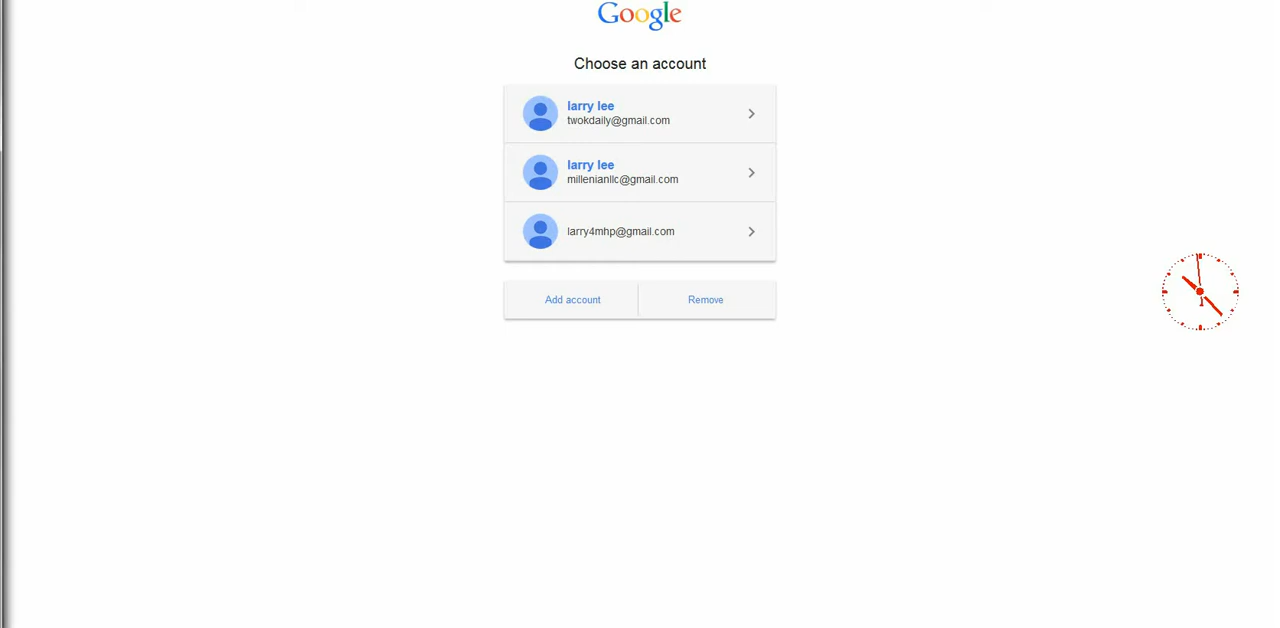 Google
Choose an account
larry lee
twokdaily@gmail.com
larry lee
millenianllc@gmail.com
larry4mhp@gmail.com
Add account
Remove